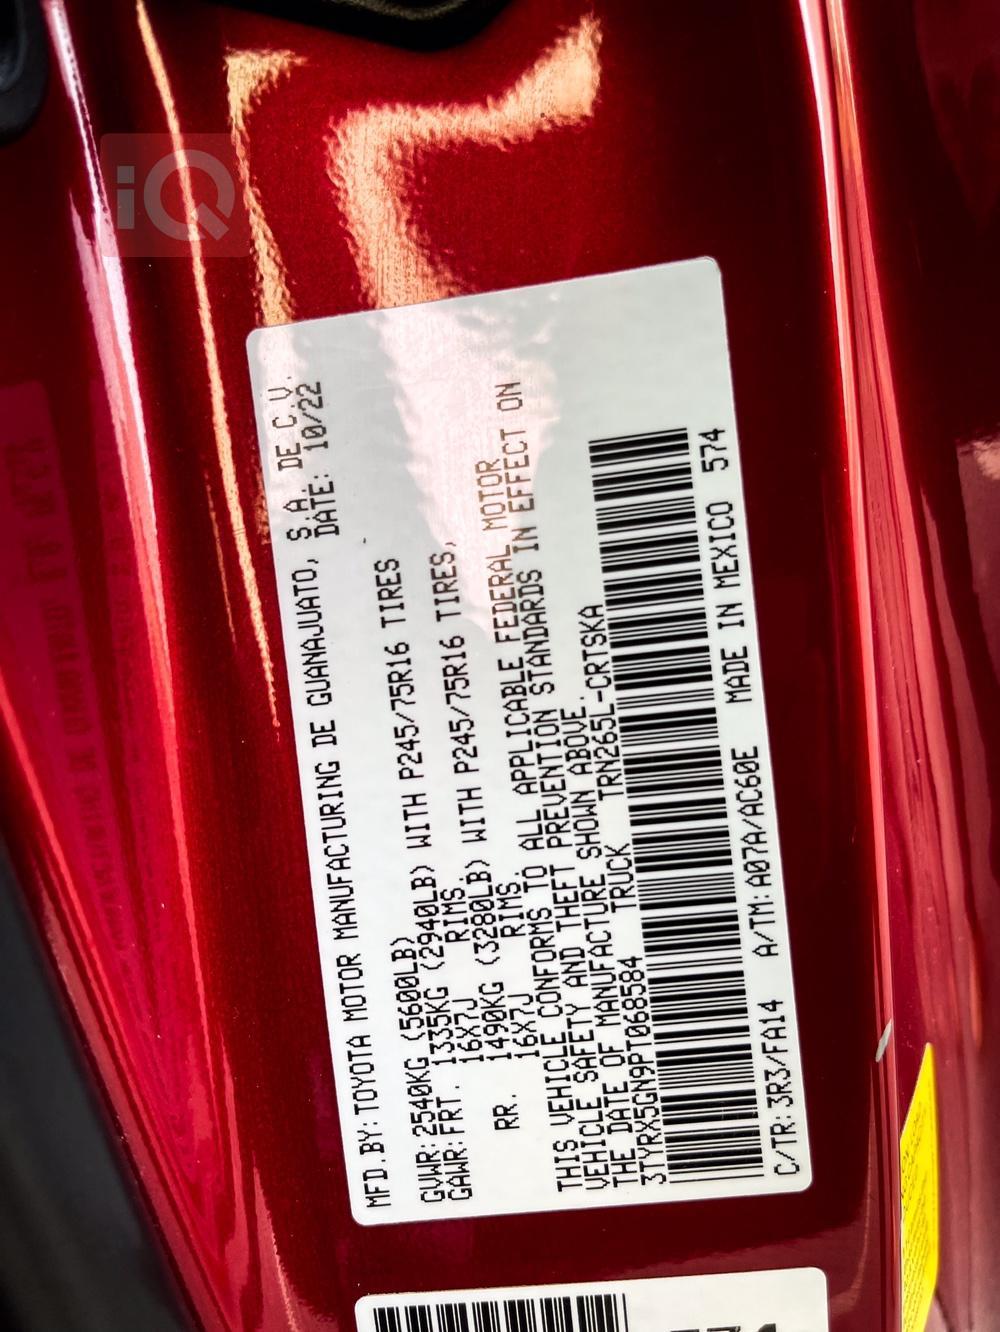 iQ
MFD.BY: TOYOTA MOTOR MANUFACTURING DE GUANAJUATO, S.A. DE C.V.
DATE: 10/22
GVWR: 2540KG (5600LB)
GAWR: FRT. 1335KG (2940LB) WITH P245/75R16 TIRES
16X7J RIMS
RR. 1490KG (3280LB) WITH P245/75R16 TIRES,
16X7J RIMS.
THIS VEHICLE CONFORMS TO ALL APPLICABLE FEDERAL MOTOR
VEHICLE SAFETY AND THEFT PREVENTION STANDARDS IN EFFECT ON
THE DATE OF MANUFACTURE SHOWN ABOVE.
3TYRX5GN9PT068584 TRUCK TRN265L-CRTSKA
C/TR: 3R3/FA14 A/TM: A07A/AC60E MADE IN MEXICO 574